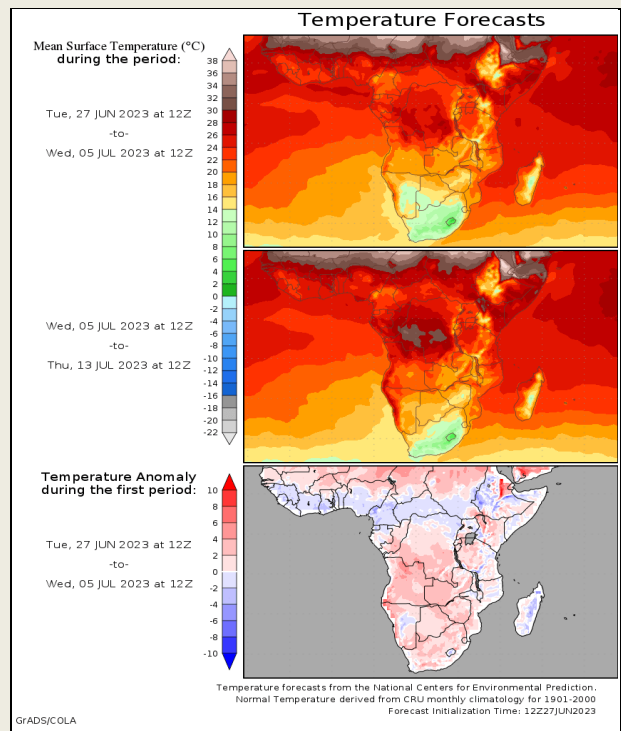 Temperature Forecasts
Mean Surface Temperature (°C)
during the period:
Tue, 27 JUN 2023 at 12Z
-to-
Wed, 05 JUL 2023 at 12Z
38
36
34
32
30
28
26
24
22
20
18
16
14
12
10
8
6
4
2
0
-2
-4
-6
-8
-10
-12
-14
-16
-18
-20
-22
Wed, 05 JUL 2023 at 12Z
-to-
Thu, 13 JUL 2023 at 12Z
Temperature Anomaly
during the first period:
Tue, 27 JUN 2023 at 12Z
-to-
Wed, 05 JUL 2023 at 12Z
10
8
6
4
2
0
-2
-4
-6
-8
-10
Temperature forecasts from the National Centers for Environmental Prediction.
Normal Temperature derived from CRU monthly climatology for 1901-2000
Forecast Initialization Time: 12Z27JUN2023
GrADS/COLA